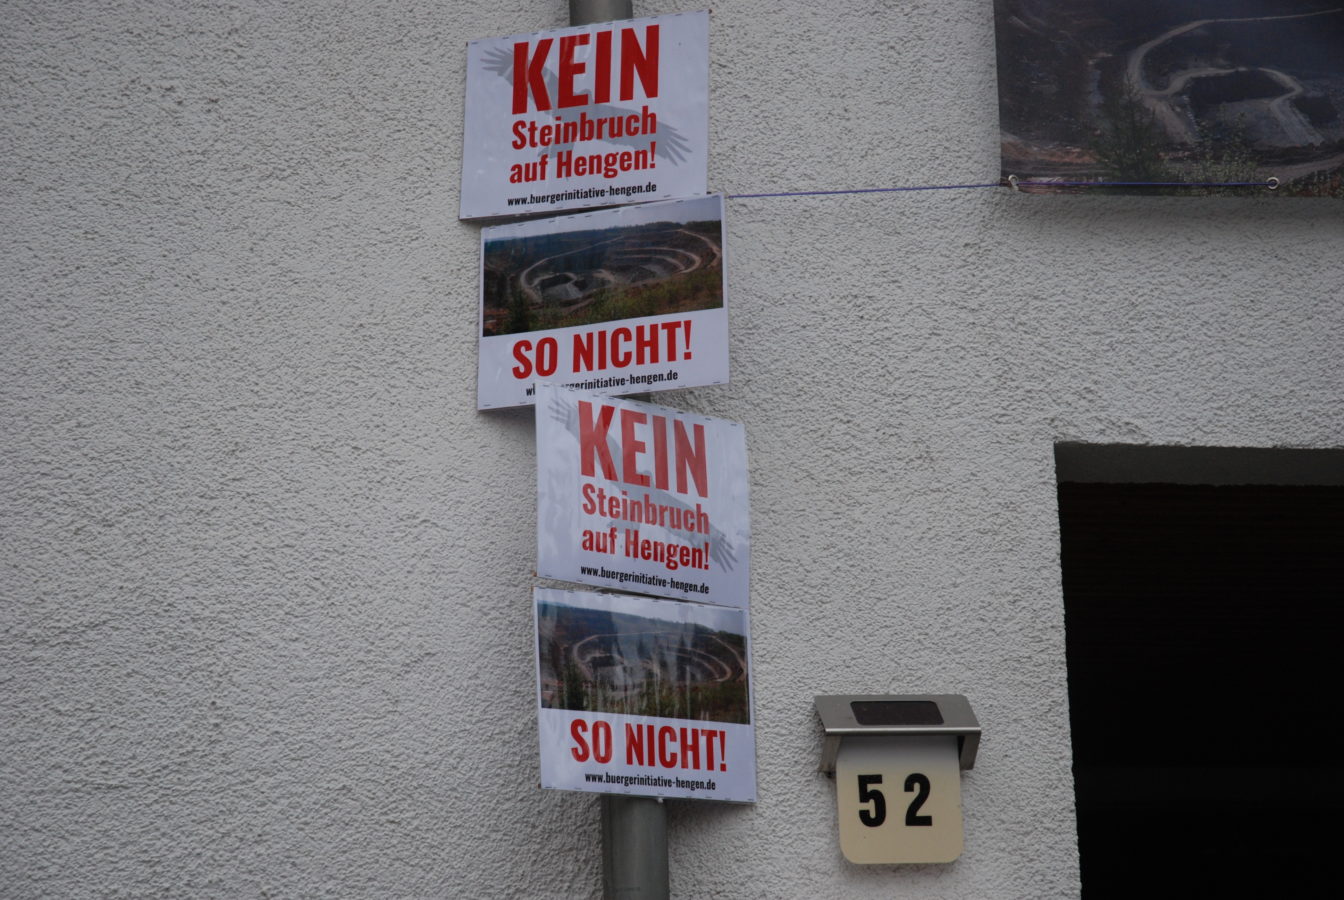 KEIN
Steinbruch
auf Hengen!
www.buergerinitiative-hengen.de
SO NICHT!
rgerinitiative-hengen.de
KEIN
Steinbruch
auf Hengen!
www.buergerinitiative-hengen.de
SO NICHT!
www.buergerinitiative-hengen.de
52